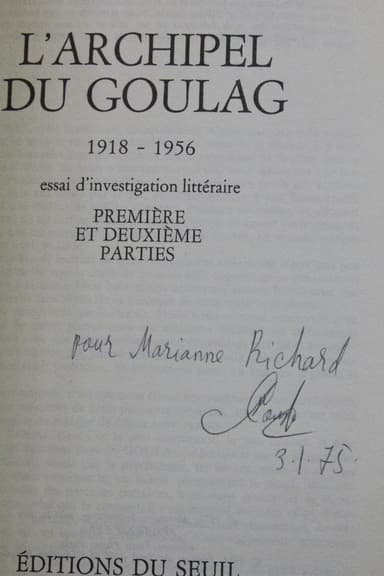 L'ARCHIPEL
DU GOULAG
1918 - 1956
essai d'investigation littéraire
PREMIÈRE
ET DEUXIÈME
PARTIES
pour Marianne Richard
3.1.75.
ÉDITIONS DU SEUIL